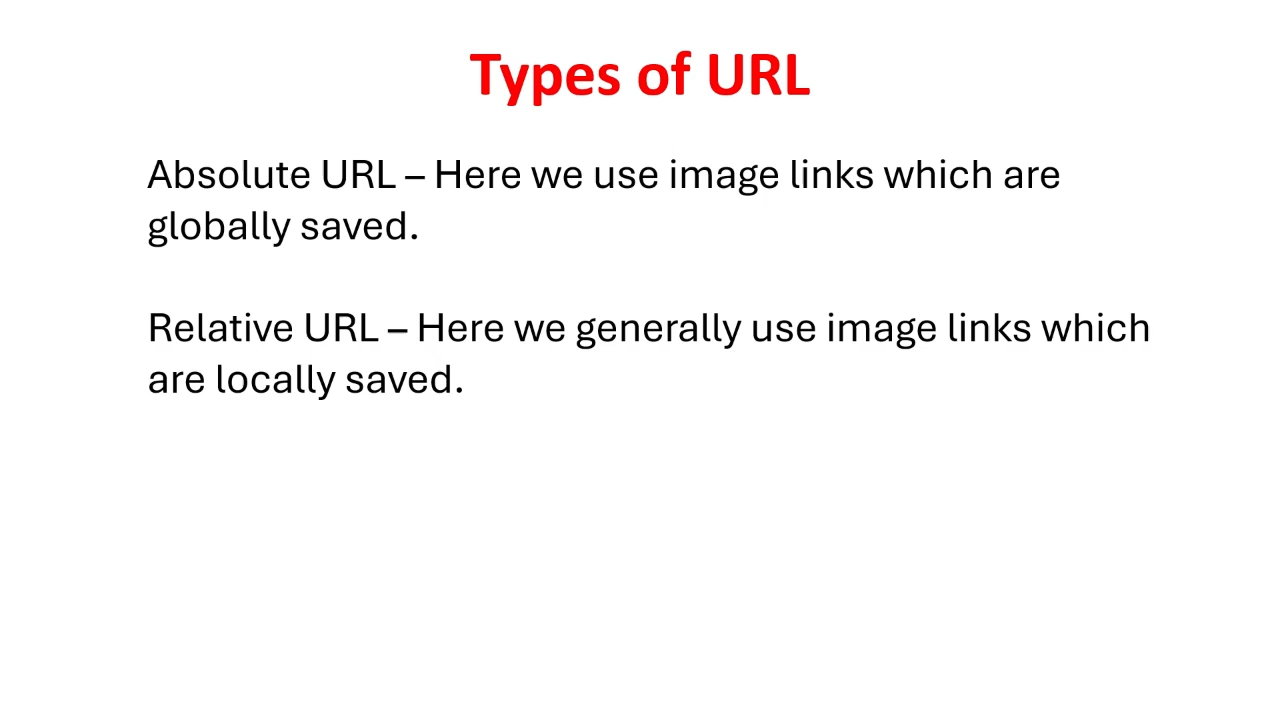 Types of URL
Absolute URL – Here we use image links which are
globally saved.
Relative URL – Here we generally use image links which
are locally saved.